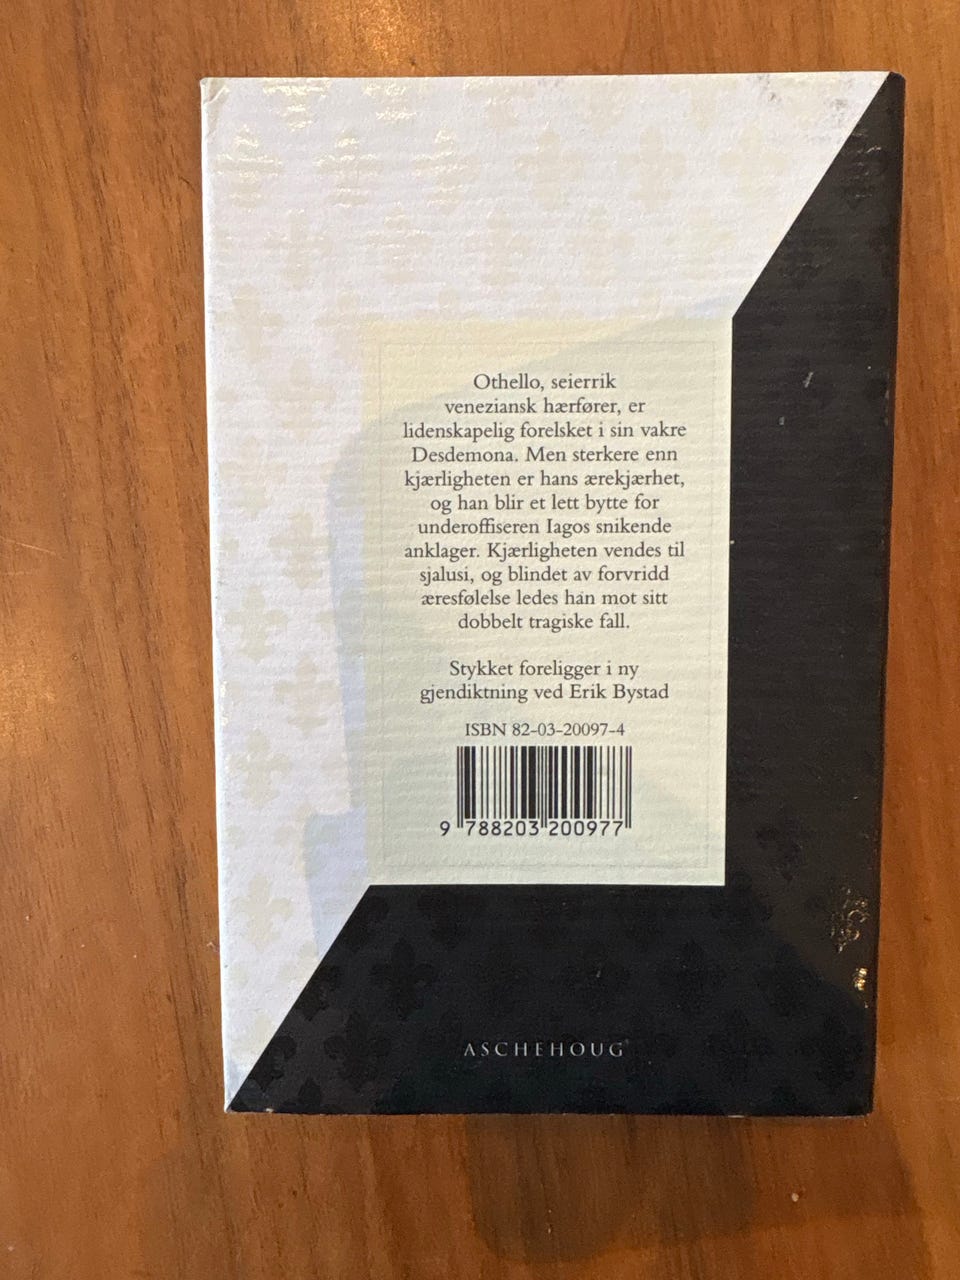 Othello, seierrik
veneziansk hærfører, er
lidenskapelig forelsket i sin vakre
Desdemona. Men sterkere enn
kjærligheten er hans ærekjærhet,
og han blir et lett bytte for
underoffiseren Iagos snikende
anklager. Kjærligheten vendes til
sjalusi, og blindet av forvridd
æresfølelse ledes han mot sitt
dobbelt tragiske fall.
Stykket foreligger i ny
gjendiktning ved Erik Bystad
ISBN 82-03-20097-4
9 788203 200977
ASCHEHOUG